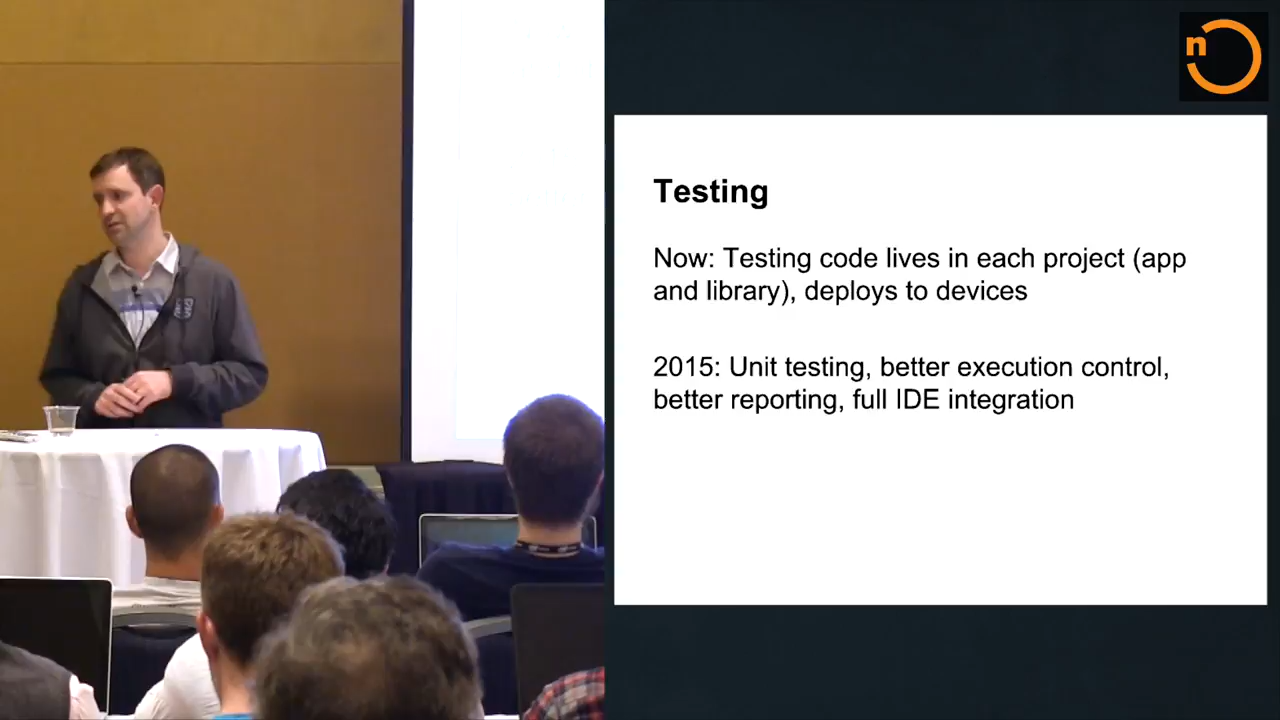 n
Testing
Now: Testing code lives in each project (app
and library), deploys to devices
2015: Unit testing, better execution control,
better reporting, full IDE integration